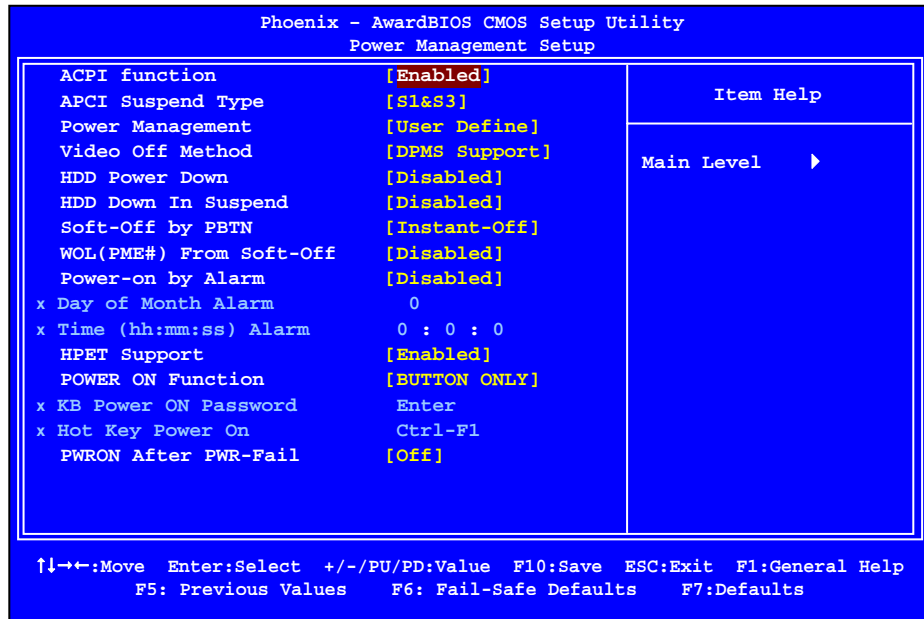 Phoenix – AwardBIOS CMOS Setup Utility
Power Management Setup
ACPI function [Enabled]
APCI Suspend Type [S1&S3]
Power Management [User Define]
Video Off Method [DPMS Support]
HDD Power Down [Disabled]
HDD Down In Suspend [Disabled]
Soft-Off by PBTN [Instant-Off]
WOL(PME#) From Soft-Off [Disabled]
Power-on by Alarm [Disabled]
x Day of Month Alarm 0
x Time (hh:mm:ss) Alarm 0 : 0 : 0
HPET Support [Enabled]
POWER ON Function [BUTTON ONLY]
x KB Power ON Password Enter
x Hot Key Power On Ctrl-F1
PWRON After PWR-Fail [Off]
Item Help
Main Level
↑↓→←:Move Enter:Select +/-/PU/PD:Value F10:Save ESC:Exit F1:General Help
F5: Previous Values F6: Fail-Safe Defaults F7:Defaults